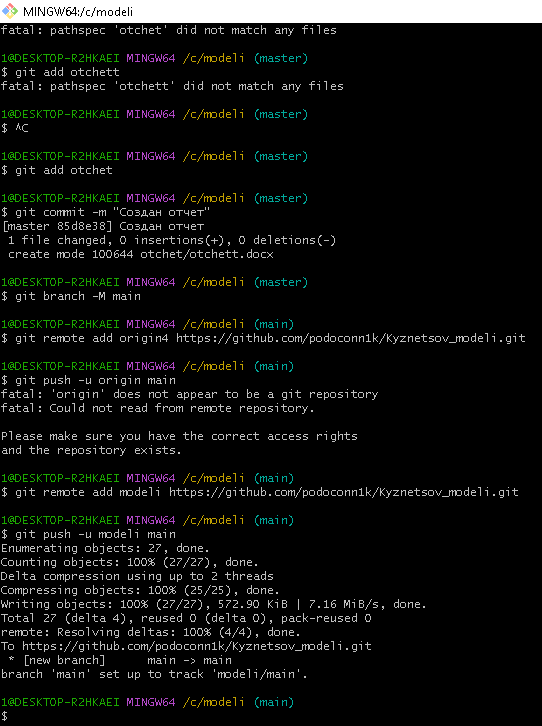 MINGW64:/c/modeli
fatal: pathspec 'otchet' did not match any files
1@DESKTOP-R2HKAEI MINGW64 /c/modeli (master)
$ git add otchett
fatal: pathspec 'otchett' did not match any files
1@DESKTOP-R2HKAEI MINGW64 /c/modeli (master)
$ ^C
1@DESKTOP-R2HKAEI MINGW64 /c/modeli (master)
$ git add otchet
1@DESKTOP-R2HKAEI MINGW64 /c/modeli (master)
$ git commit -m "Создан отчет"
[master 85d8e38] Создан отчет
1 file changed, 0 insertions(+), 0 deletions(-)
create mode 100644 otchet/otchett.docx
1@DESKTOP-R2HKAEI MINGW64 /c/modeli (master)
$ git branch -M main
1@DESKTOP-R2HKAEI MINGW64 /c/modeli (main)
$ git remote add origin4 https://github.com/podoconn1k/Kyznetsov_modeli.git
1@DESKTOP-R2HKAEI MINGW64 /c/modeli (main)
$ git push -u origin main
fatal: 'origin' does not appear to be a git repository
fatal: Could not read from remote repository.
Please make sure you have the correct access rights
and the repository exists.
1@DESKTOP-R2HKAEI MINGW64 /c/modeli (main)
$ git remote add modeli https://github.com/podoconn1k/Kyznetsov_modeli.git
1@DESKTOP-R2HKAEI MINGW64 /c/modeli (main)
$ git push -u modeli main
Enumerating objects: 27, done.
Counting objects: 100% (27/27), done.
Delta compression using up to 2 threads
Compressing objects: 100% (25/25), done.
Writing objects: 100% (27/27), 572.90 KiB | 7.16 MiB/s, done.
Total 27 (delta 4), reused 0 (delta 0), pack-reused 0
remote: Resolving deltas: 100% (4/4), done.
To https://github.com/podoconn1k/Kyznetsov_modeli.git
* [new branch]      main -> main
branch 'main' set up to track 'modeli/main'.
1@DESKTOP-R2HKAEI MINGW64 /c/modeli (main)
$